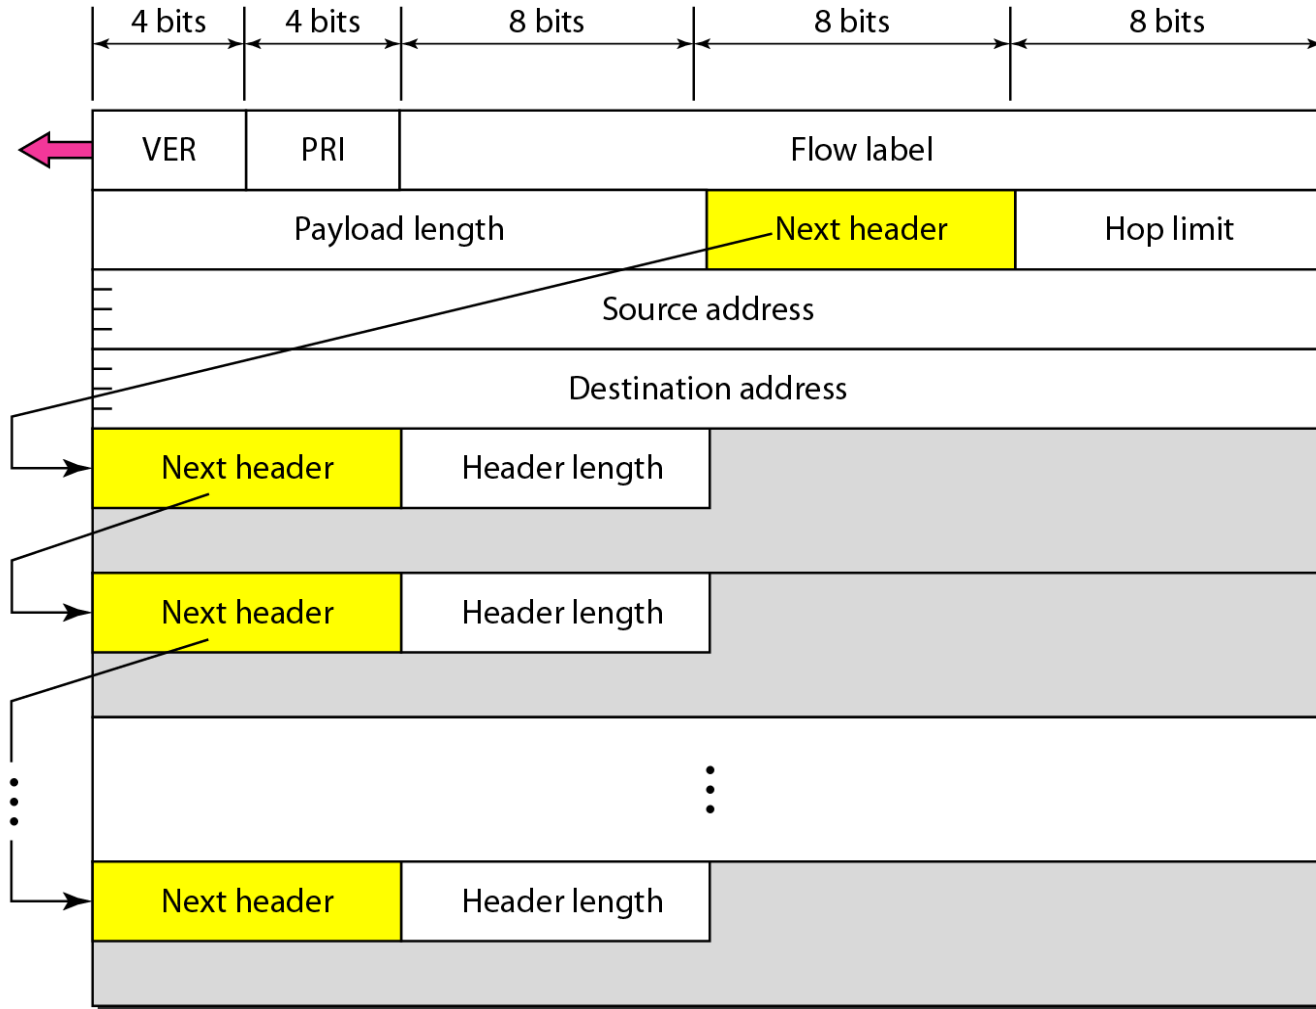 4 bits 4 bits 8 bits 8 bits 8 bits
VER PRI Flow label
Payload length Next header Hop limit
Source address
Destination address
Next header Header length
Next header Header length
Next header Header length